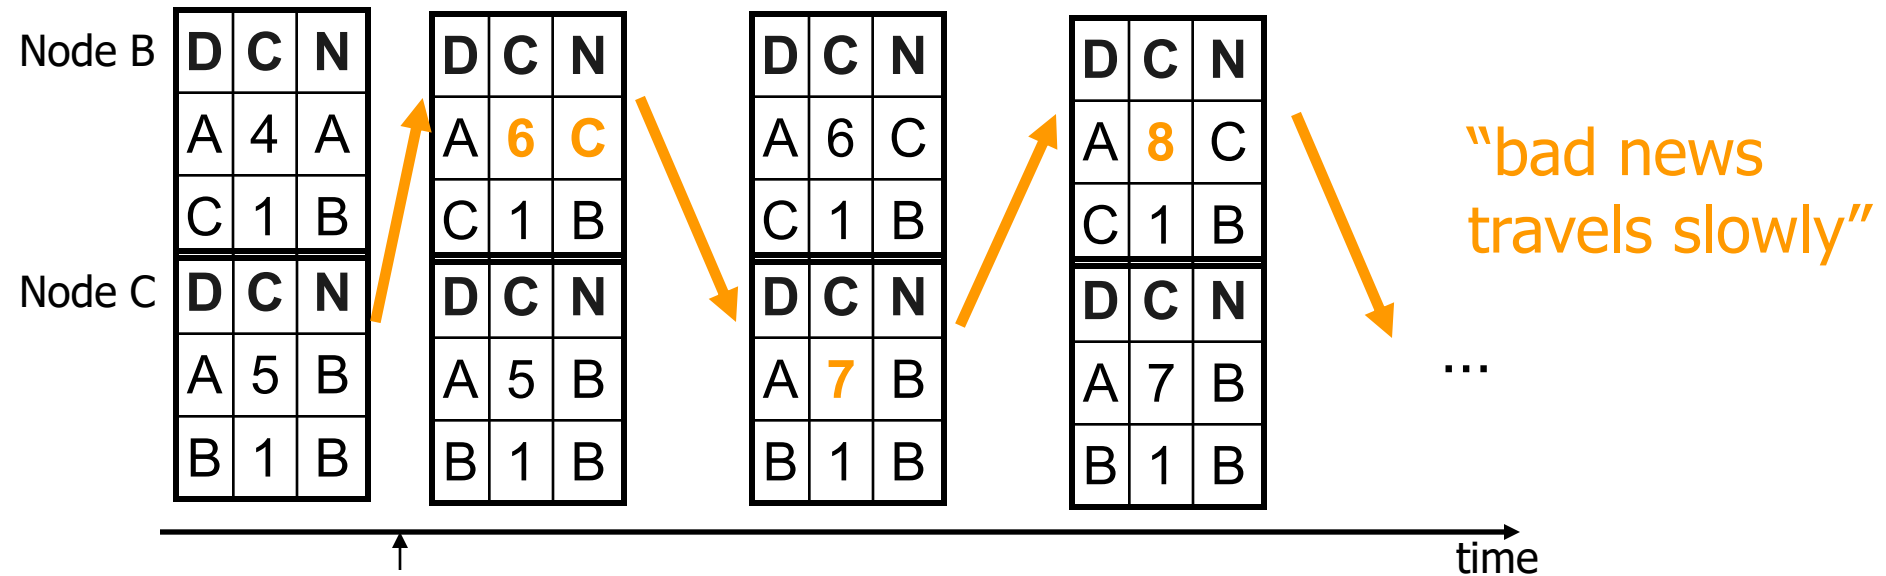 Node B
D C N
A 4 A
C 1 B
Node C
D C N
A 5 B
B 1 B
D C N
A 6 C
C 1 B
D C N
A 5 B
B 1 B
D C N
A 6 C
C 1 B
D C N
A 7 B
B 1 B
D C N
A 8 C
C 1 B
D C N
A 7 B
B 1 B
“bad news
travels slowly”
...
time